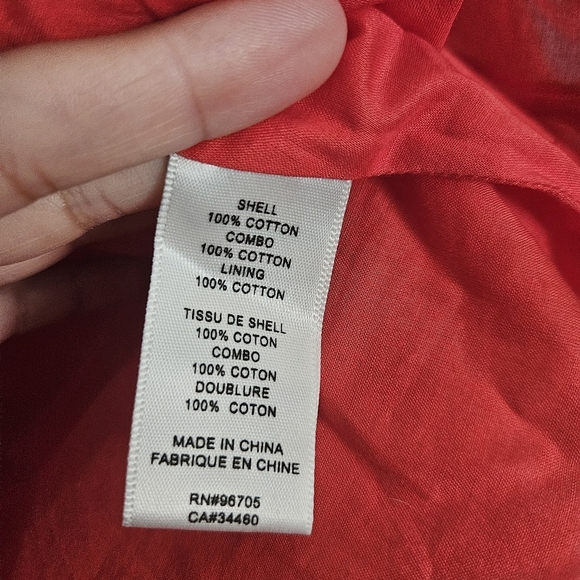 SHELL
100% COTTON
COMBO
100% COTTON
LINING
100% COTTON
TISSU DE SHELL
100% COTON
COMBO
100% COTON
DOUBLURE
100% COTON
MADE IN CHINA
FABRIQUE EN CHINE
RN#96705
CA#34460